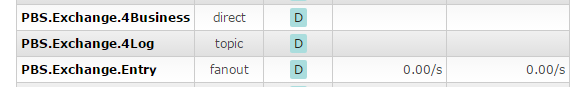 PBS.Exchange.4Business direct D
PBS.Exchange.4Log topic D
PBS.Exchange.Entry fanout D 0.00/s 0.00/s